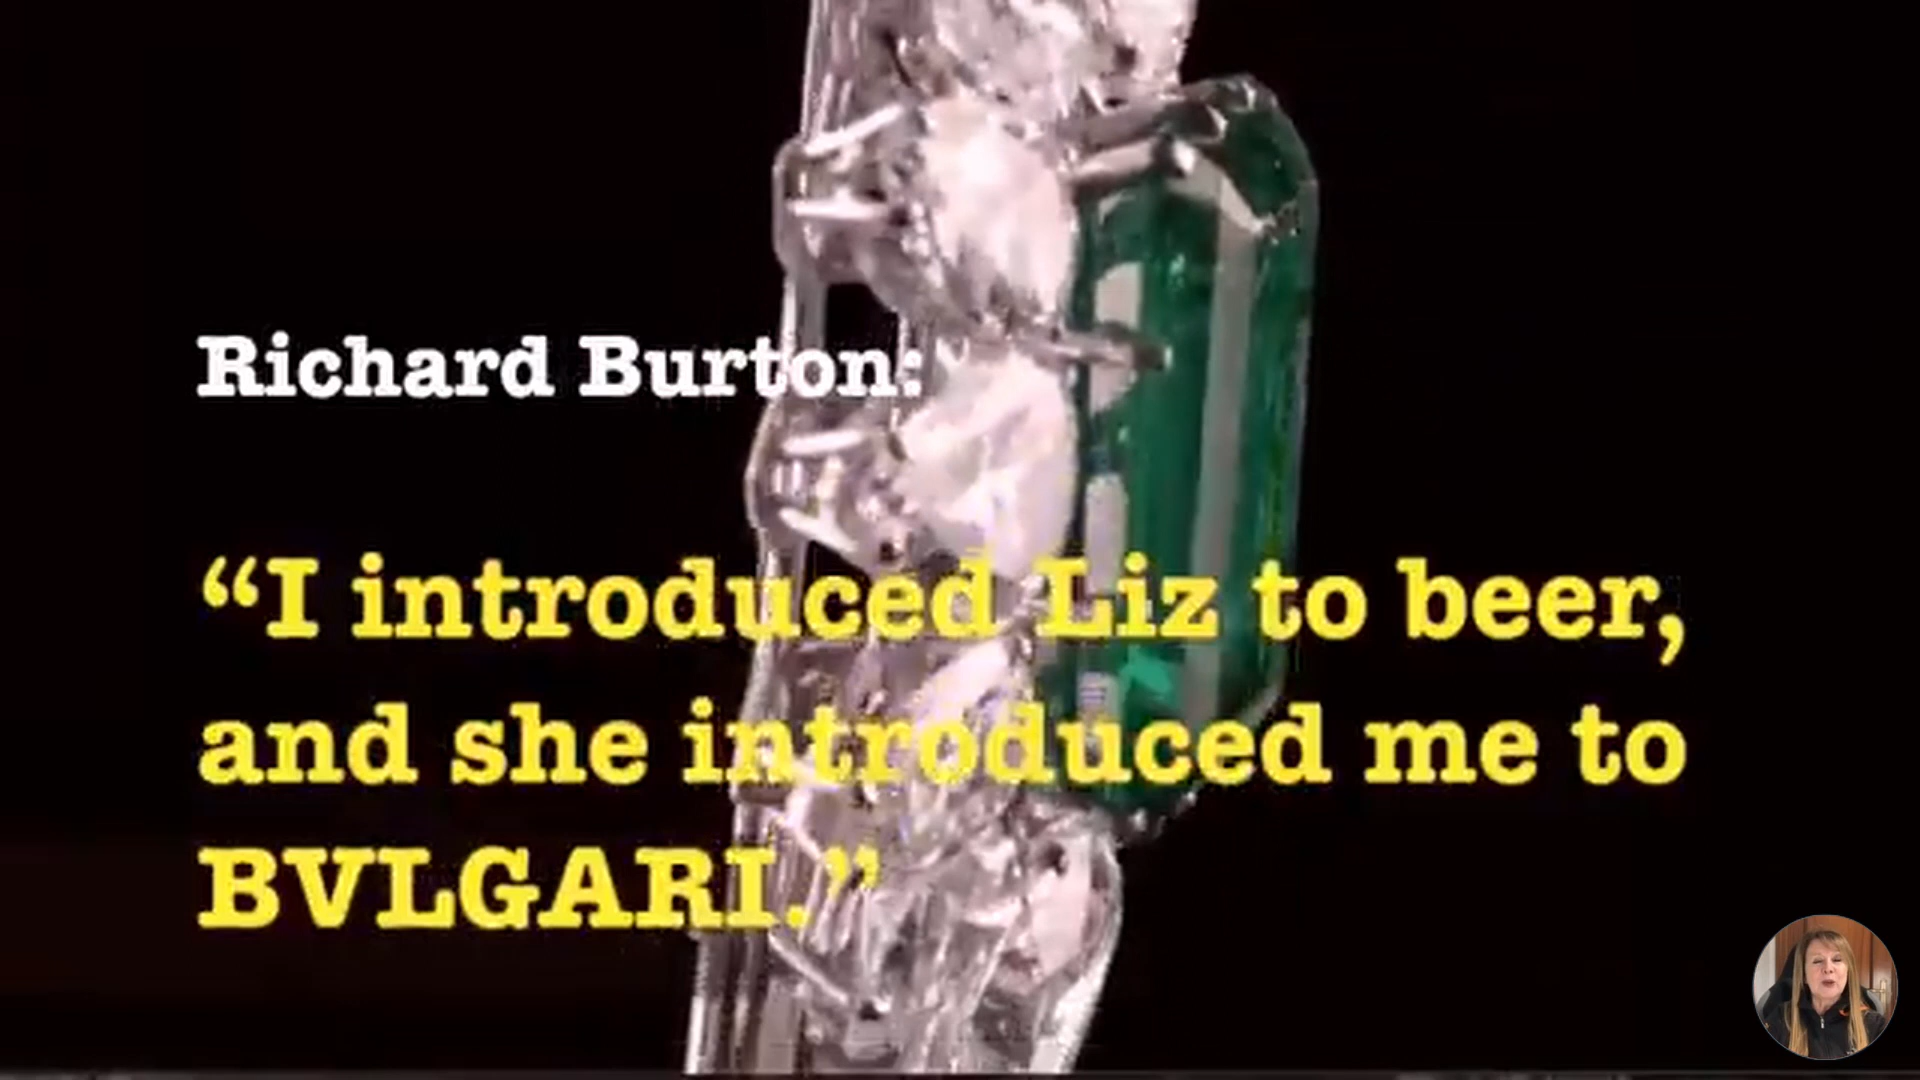 Richard Burton:
“I introduced Liz to beer,
and she introduced me to
BVLGARI.”